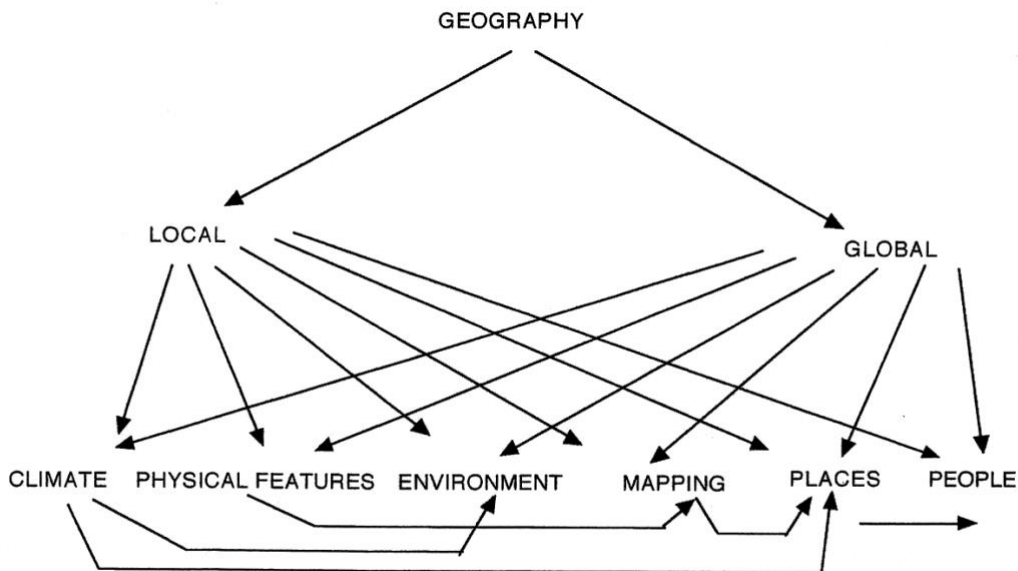 GEOGRAPHY
LOCAL
GLOBAL
CLIMATE PHYSICAL FEATURES ENVIRONMENT MAPPING PLACES PEOPLE